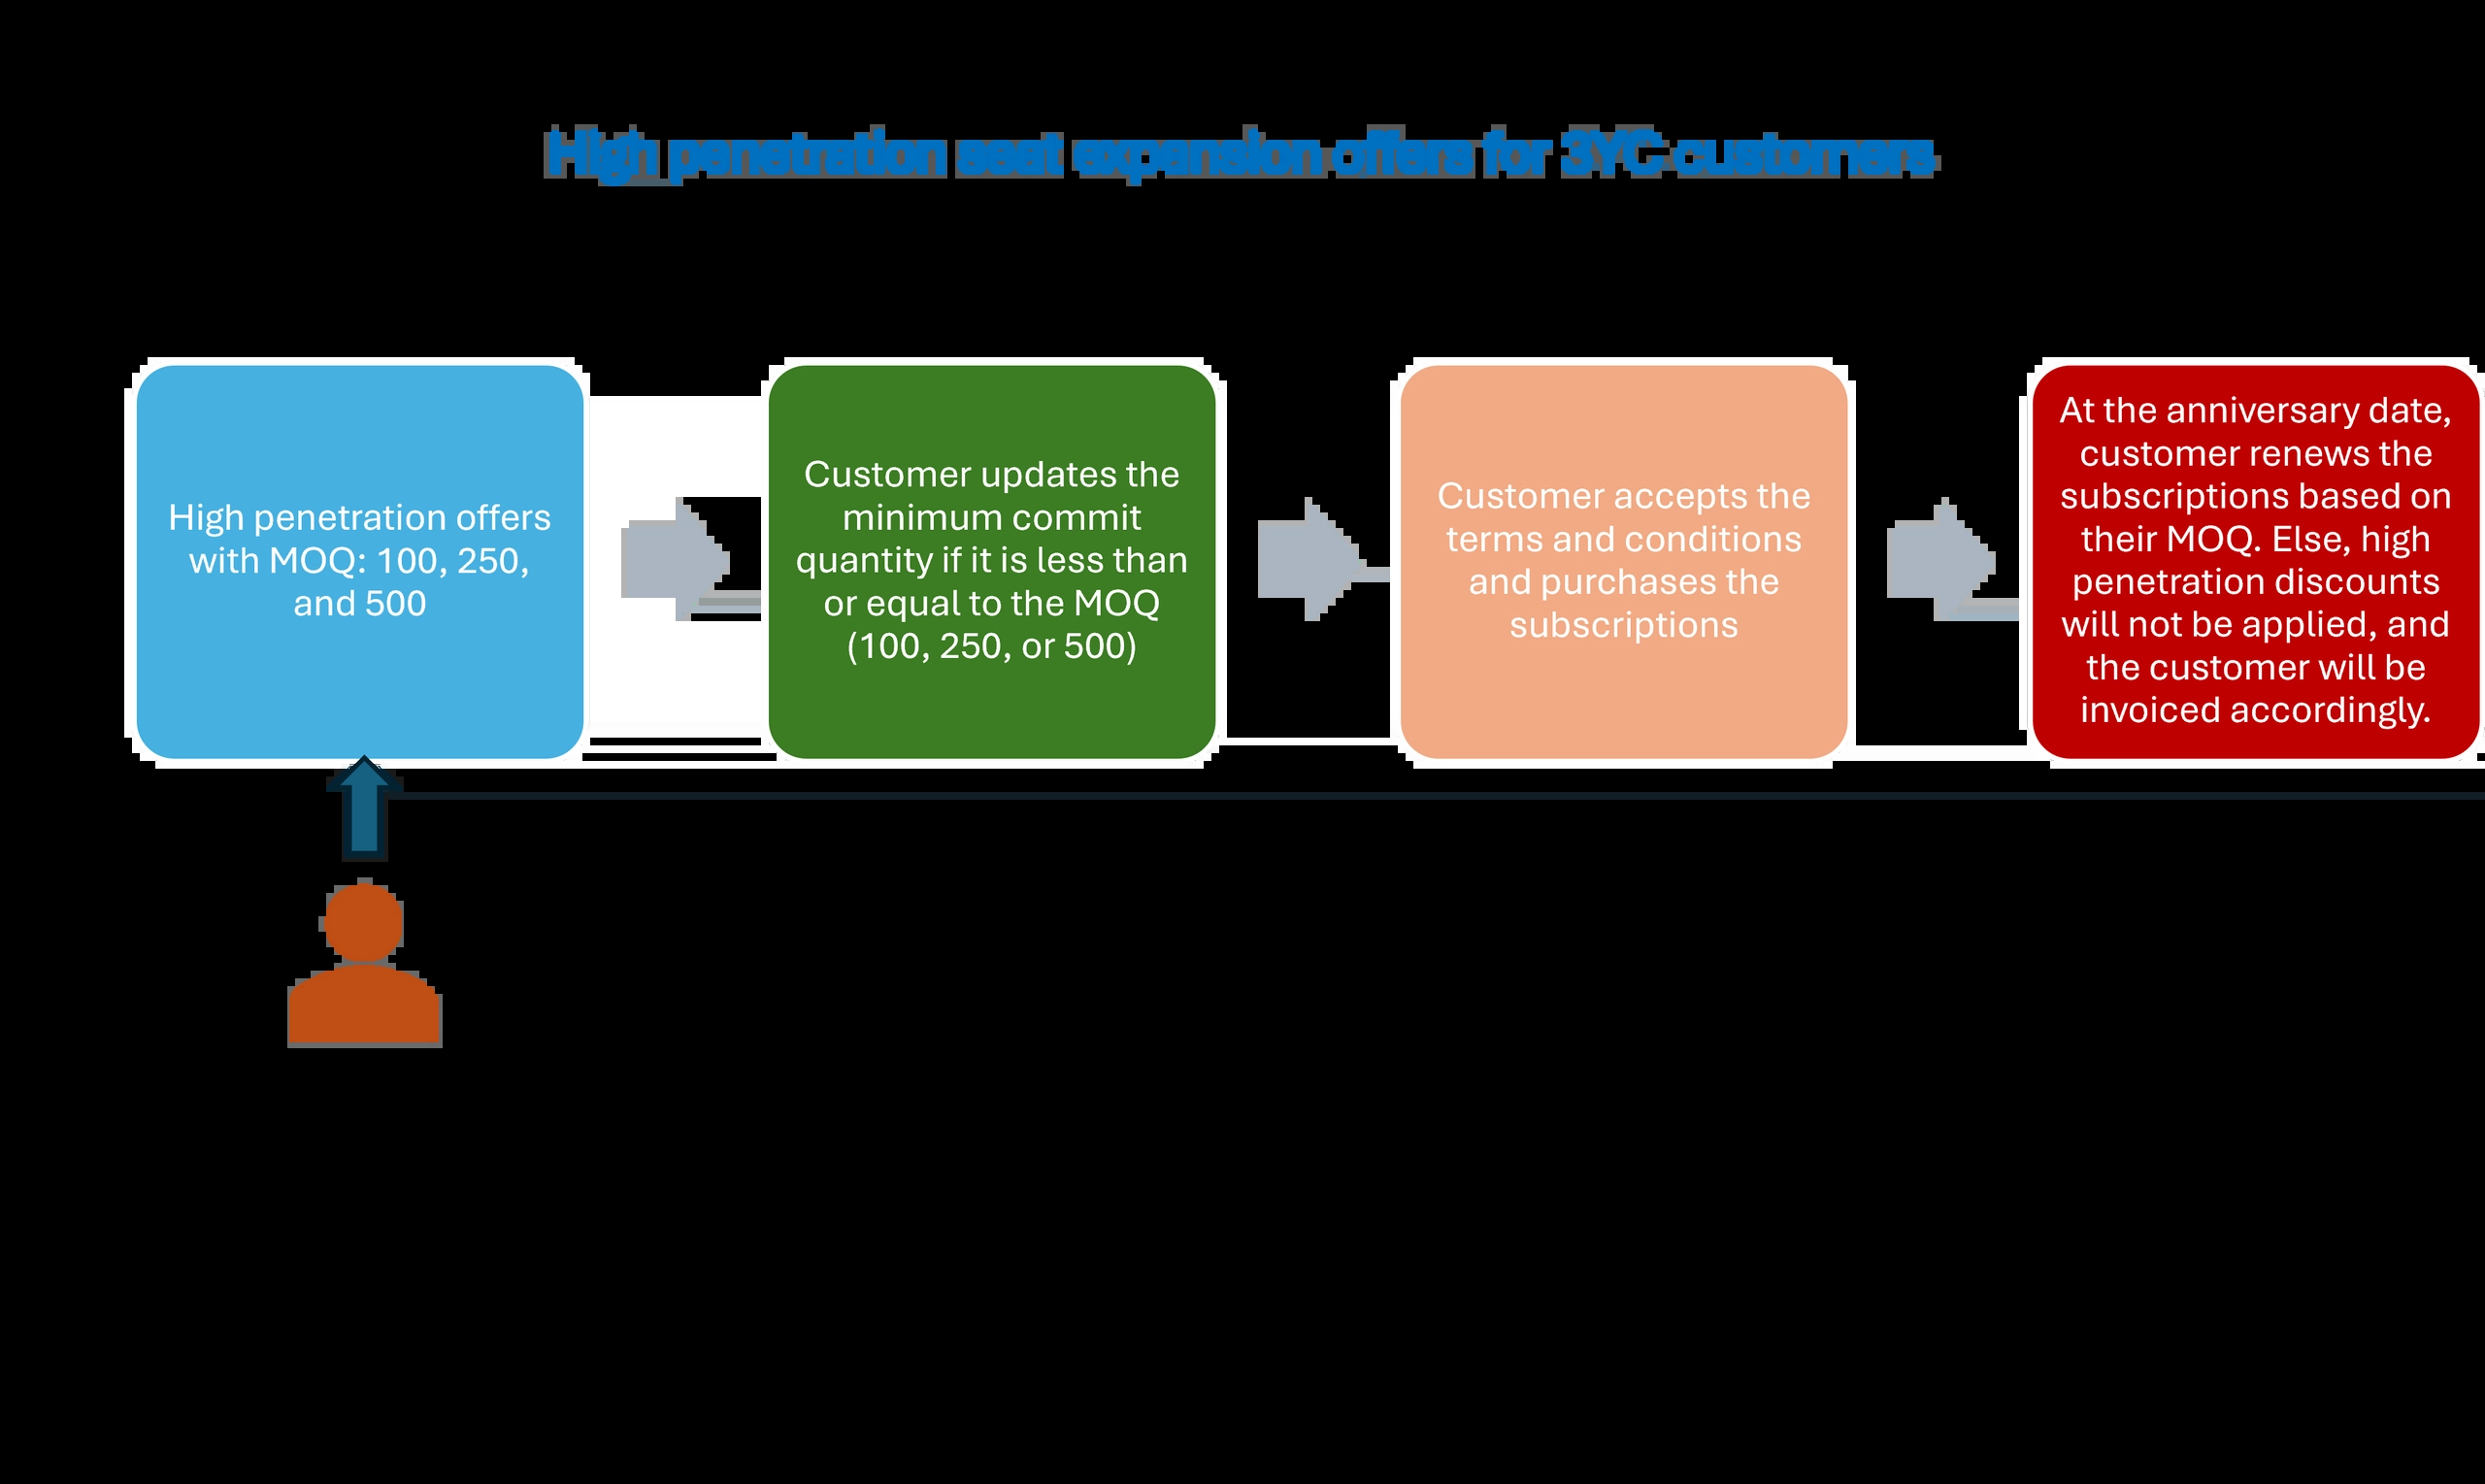 High penetration seat expansion offers for 3YC customers
High penetration offers
with MOQ: 100, 250,
and 500
Customer updates the
minimum commit
quantity if it is less than
or equal to the MOQ
(100, 250, or 500)
Customer accepts the
terms and conditions
and purchases the
subscriptions
At the anniversary date,
customer renews the
subscriptions based on
their MOQ. Else, high
penetration discounts
will not be applied, and
the customer will be
invoiced accordingly.